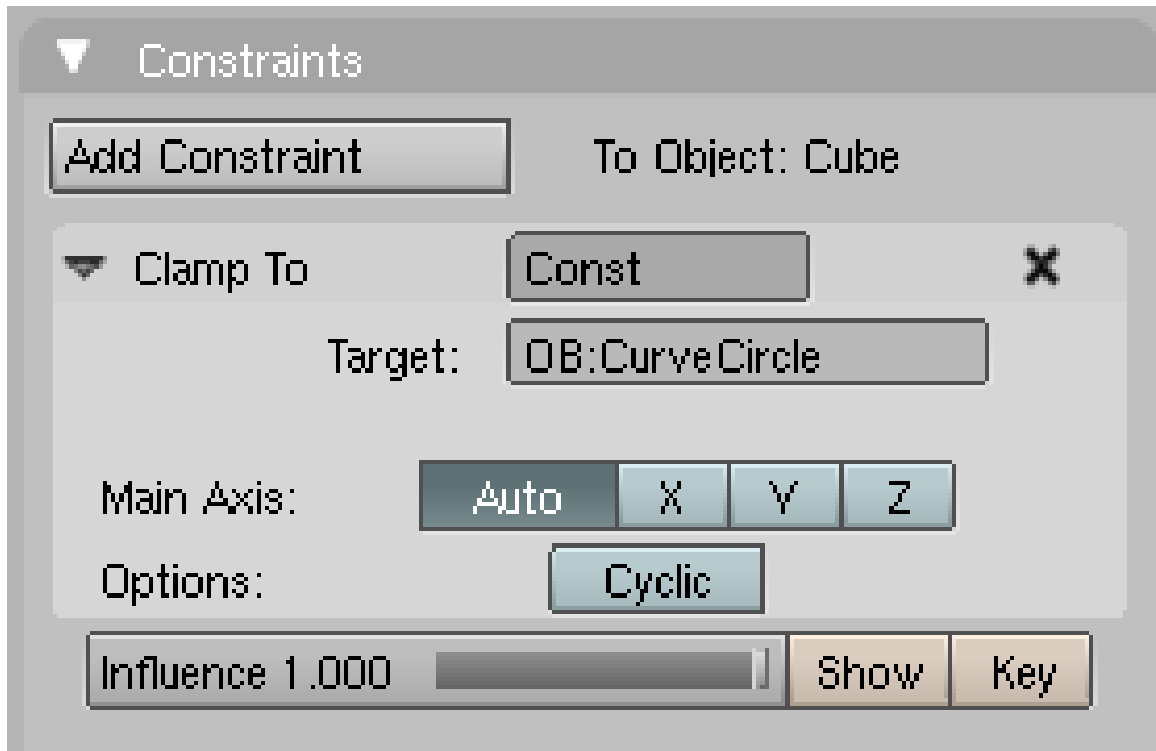 Constraints
Add Constraint To Object: Cube
Clamp To Const X
Target: OB:CurveCircle
Main Axis: Auto X Y Z
Options: Cyclic
Influence 1.000 Show Key